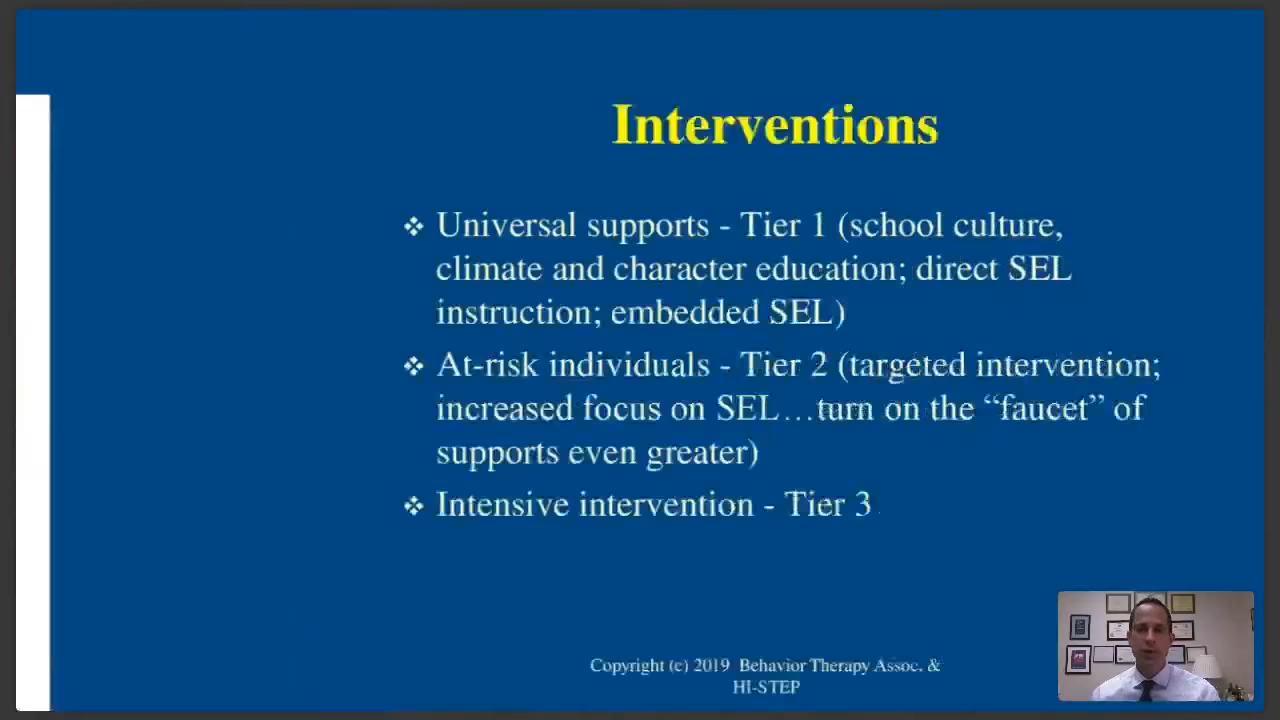 Interventions
❖ Universal supports - Tier 1 (school culture,
climate and character education; direct SEL
instruction; embedded SEL)
❖ At-risk individuals - Tier 2 (targeted intervention;
increased focus on SEL…turn on the “faucet” of
supports even greater)
❖ Intensive intervention - Tier 3
Copyright (c) 2019 Behavior Therapy Assoc. &
HI-STEP